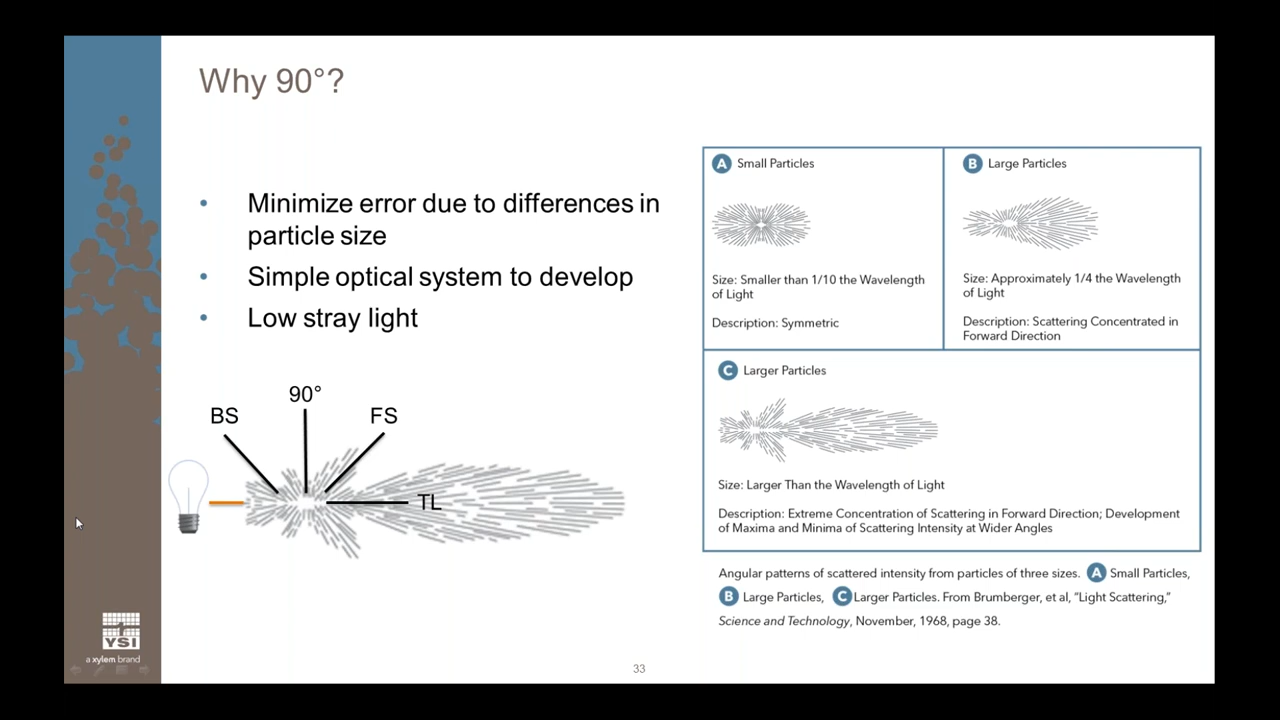 Why 90°?
• Minimize error due to differences in
particle size
• Simple optical system to develop
• Low stray light
90°
BS
FS
TL
A Small Particles
Size: Smaller than 1/10 the Wavelength
of Light
Description: Symmetric
B Large Particles
Size: Approximately 1/4 the Wavelength
of Light
Description: Scattering Concentrated in
Forward Direction
C Larger Particles
Size: Larger Than the Wavelength of Light
Description: Extreme Concentration of Scattering in Forward Direction; Development
of Maxima and Minima of Scattering Intensity at Wider Angles
Angular patterns of scattered intensity from particles of three sizes. A Small Particles,
B Large Particles, C Larger Particles. From Brumberger, et al, "Light Scattering,"
Science and Technology, November, 1968, page 38.
YSI
a xylem brand
33